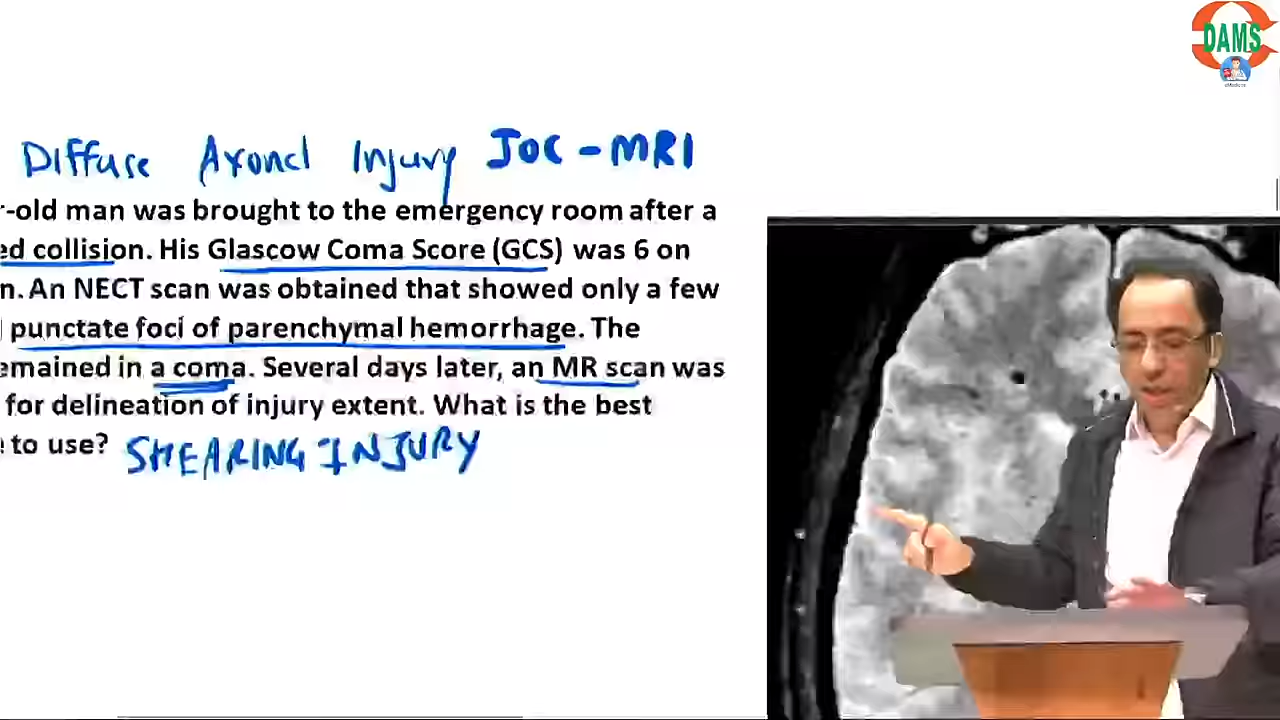 DAMS
Diffuse Axonal Injury IOC - MRI
r-old man was brought to the emergency room after a
ed collision. His Glascow Coma Score (GCS) was 6 on
n. An NECT scan was obtained that showed only a few
punctate foci of parenchymal hemorrhage. The
emained in a coma. Several days later, an MR scan was
for delineation of injury extent. What is the best
to use? SHEARING INJURY